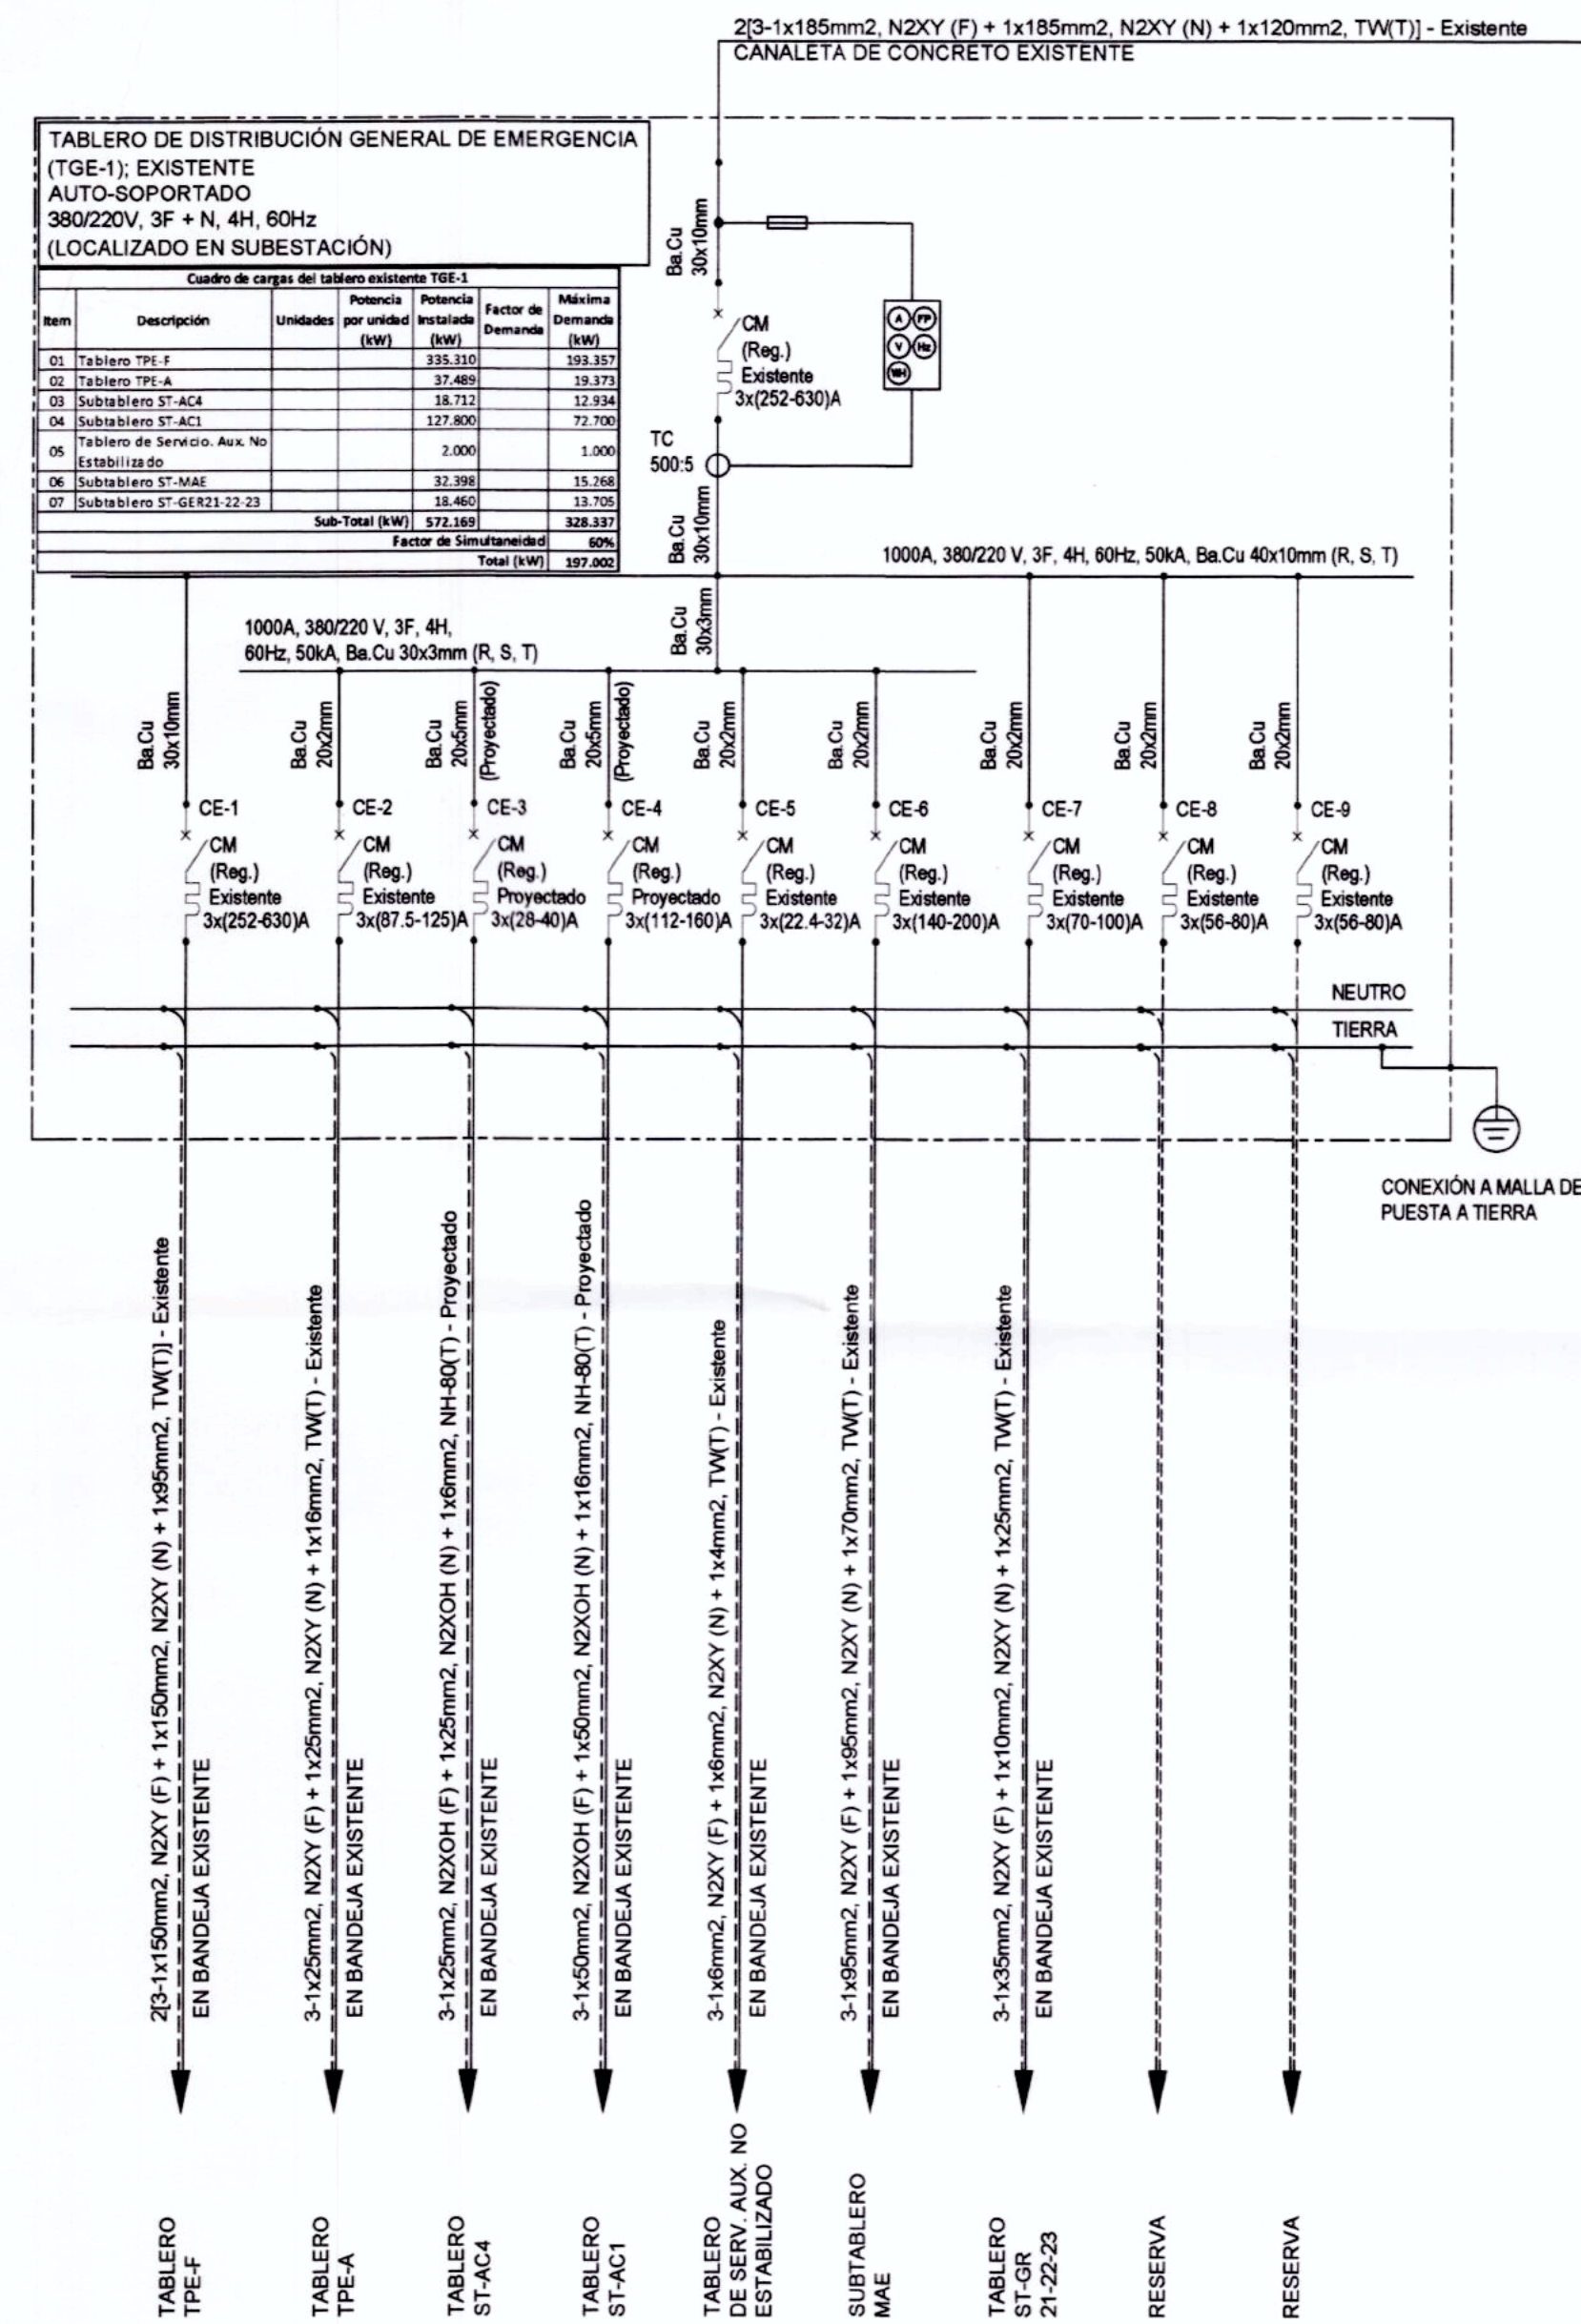 2[3-1x185mm2, N2XY (F) + 1x185mm2, N2XY (N) + 1x120mm2, TW(T)] - Existente
CANALETA DE CONCRETO EXISTENTE
TABLERO DE DISTRIBUCIÓN GENERAL DE EMERGENCIA
(TGE-1); EXISTENTE
AUTO-SOPORTADO
380/220V, 3F + N, 4H, 60Hz
(LOCALIZADO EN SUBESTACIÓN)
Cuadro de cargas del tablero existente TGE-1
Item Descripción Unidades Potencia por unidad (kW) Potencia Instalada (kW) Factor de Demanda Máxima Demanda (kW)
01 Tablero TPE-F 335.310 193.357
02 Tablero TPE-A 37.489 19.373
03 Subtablero ST-AC4 18.712 12.934
04 Subtablero ST-AC1 127.800 72.700
05 Tablero de Servicio. Aux. No Estabilizado 2.000 1.000
06 Subtablero ST-MAE 32.398 15.268
07 Subtablero ST-GER21-22-23 18.460 13.705
Sub-Total (kW) 572.169 328.337
Factor de Simultaneidad 60%
Total (kW) 197.002
Ba.Cu
30x10mm
CM
(Reg.)
Existente
3x(252-630)A
A FP
V Hz
WH
TC
500:5
Ba.Cu
30x10mm
1000A, 380/220 V, 3F, 4H, 60Hz, 50kA, Ba.Cu 40x10mm (R, S, T)
Ba.Cu
30x3mm
1000A, 380/220 V, 3F, 4H,
60Hz, 50kA, Ba.Cu 30x3mm (R, S, T)
Ba.Cu
30x10mm
Ba.Cu
20x2mm
Ba.Cu
20x5mm
(Proyectado)
Ba.Cu
20x5mm
(Proyectado)
Ba.Cu
20x2mm
Ba.Cu
20x2mm
Ba.Cu
20x2mm
Ba.Cu
20x2mm
Ba.Cu
20x2mm
CE-1
CM
(Reg.)
Existente
3x(252-630)A
CE-2
CM
(Reg.)
Existente
3x(87.5-125)A
CE-3
CM
(Reg.)
Proyectado
3x(28-40)A
CE-4
CM
(Reg.)
Proyectado
3x(112-160)A
CE-5
CM
(Reg.)
Existente
3x(22.4-32)A
CE-6
CM
(Reg.)
Existente
3x(140-200)A
CE-7
CM
(Reg.)
Existente
3x(70-100)A
CE-8
CM
(Reg.)
Existente
3x(56-80)A
CE-9
CM
(Reg.)
Existente
3x(56-80)A
NEUTRO
TIERRA
CONEXIÓN A MALLA DE
PUESTA A TIERRA
2[3-1x150mm2, N2XY (F) + 1x150mm2, N2XY (N) + 1x95mm2, TW(T)] - Existente
EN BANDEJA EXISTENTE
3-1x25mm2, N2XY (F) + 1x25mm2, N2XY (N) + 1x16mm2, TW(T) - Existente
EN BANDEJA EXISTENTE
3-1x25mm2, N2XOH (F) + 1x25mm2, N2XOH (N) + 1x6mm2, NH-80(T) - Proyectado
EN BANDEJA EXISTENTE
3-1x50mm2, N2XOH (F) + 1x50mm2, N2XOH (N) + 1x16mm2, NH-80(T) - Proyectado
EN BANDEJA EXISTENTE
3-1x6mm2, N2XY (F) + 1x6mm2, N2XY (N) + 1x4mm2, TW(T) - Existente
EN BANDEJA EXISTENTE
3-1x95mm2, N2XY (F) + 1x95mm2, N2XY (N) + 1x70mm2, TW(T) - Existente
EN BANDEJA EXISTENTE
3-1x35mm2, N2XY (F) + 1x10mm2, N2XY (N) + 1x25mm2, TW(T) - Existente
EN BANDEJA EXISTENTE
TABLERO
TPE-F
TABLERO
TPE-A
TABLERO
ST-AC4
TABLERO
ST-AC1
TABLERO
DE SERV. AUX. NO
ESTABILIZADO
SUBTABLERO
MAE
TABLERO
ST-GR
21-22-23
RESERVA
RESERVA